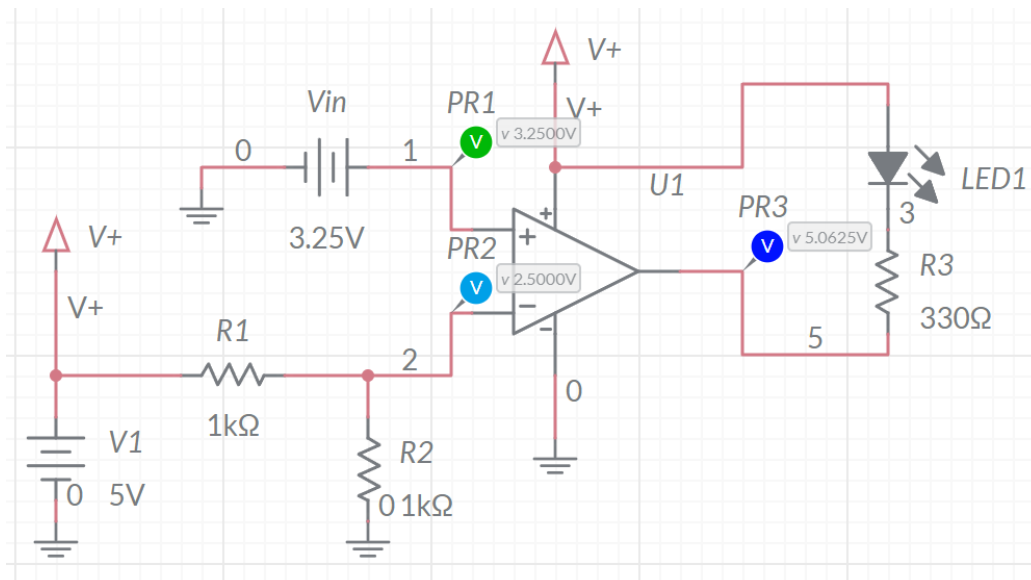 V+
Vin
PR1
V+
V
v 3.2500V
0
1
U1
LED1
PR3
3
V+
3.25V
PR2
+
+
V
v 5.0625V
R3
V
v 2.5000V
V+
−
330Ω
R1
−
5
2
0
1kΩ
V1
R2
0
5V
0
1kΩ